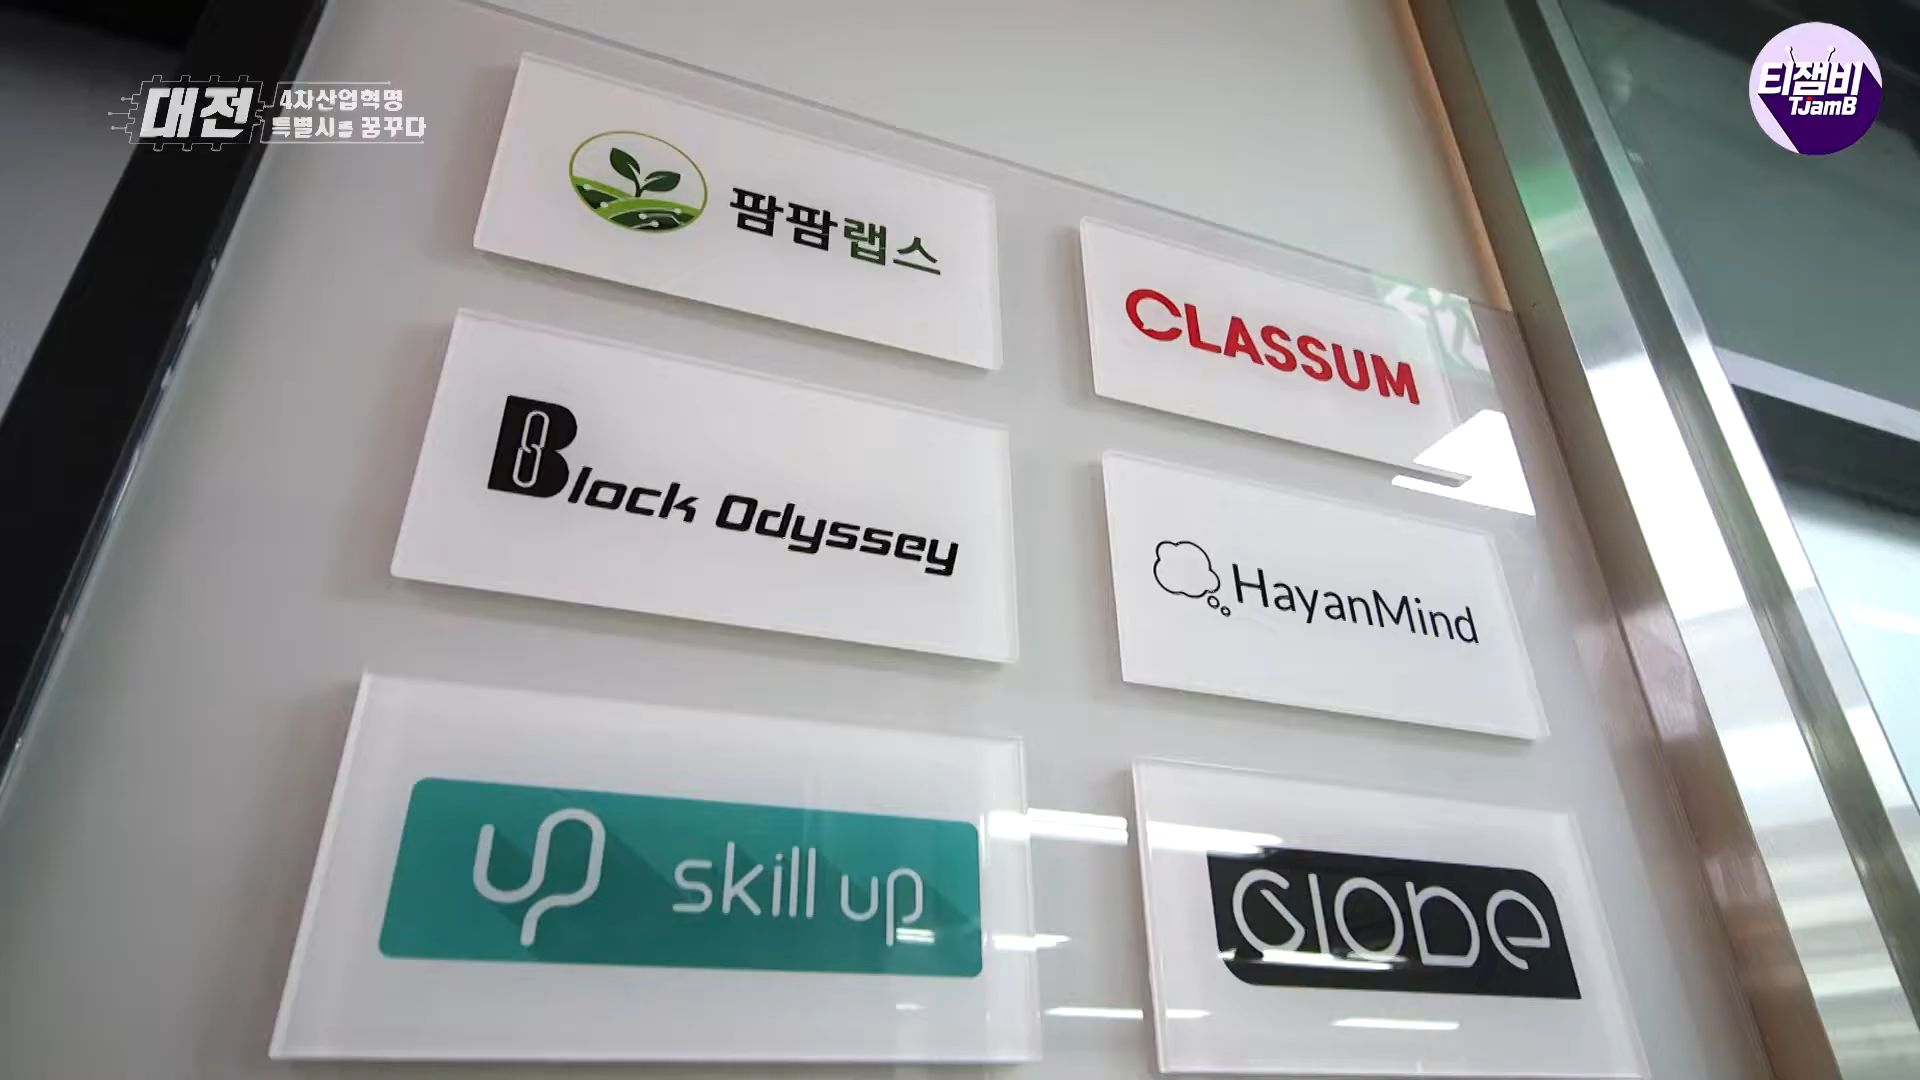 대전
4차산업혁명
특별시를 꿈꾸다
티잼비
TJamB
팜팜랩스
CLASSUM
Block Odyssey
HayanMind
up skill up
GLOBE